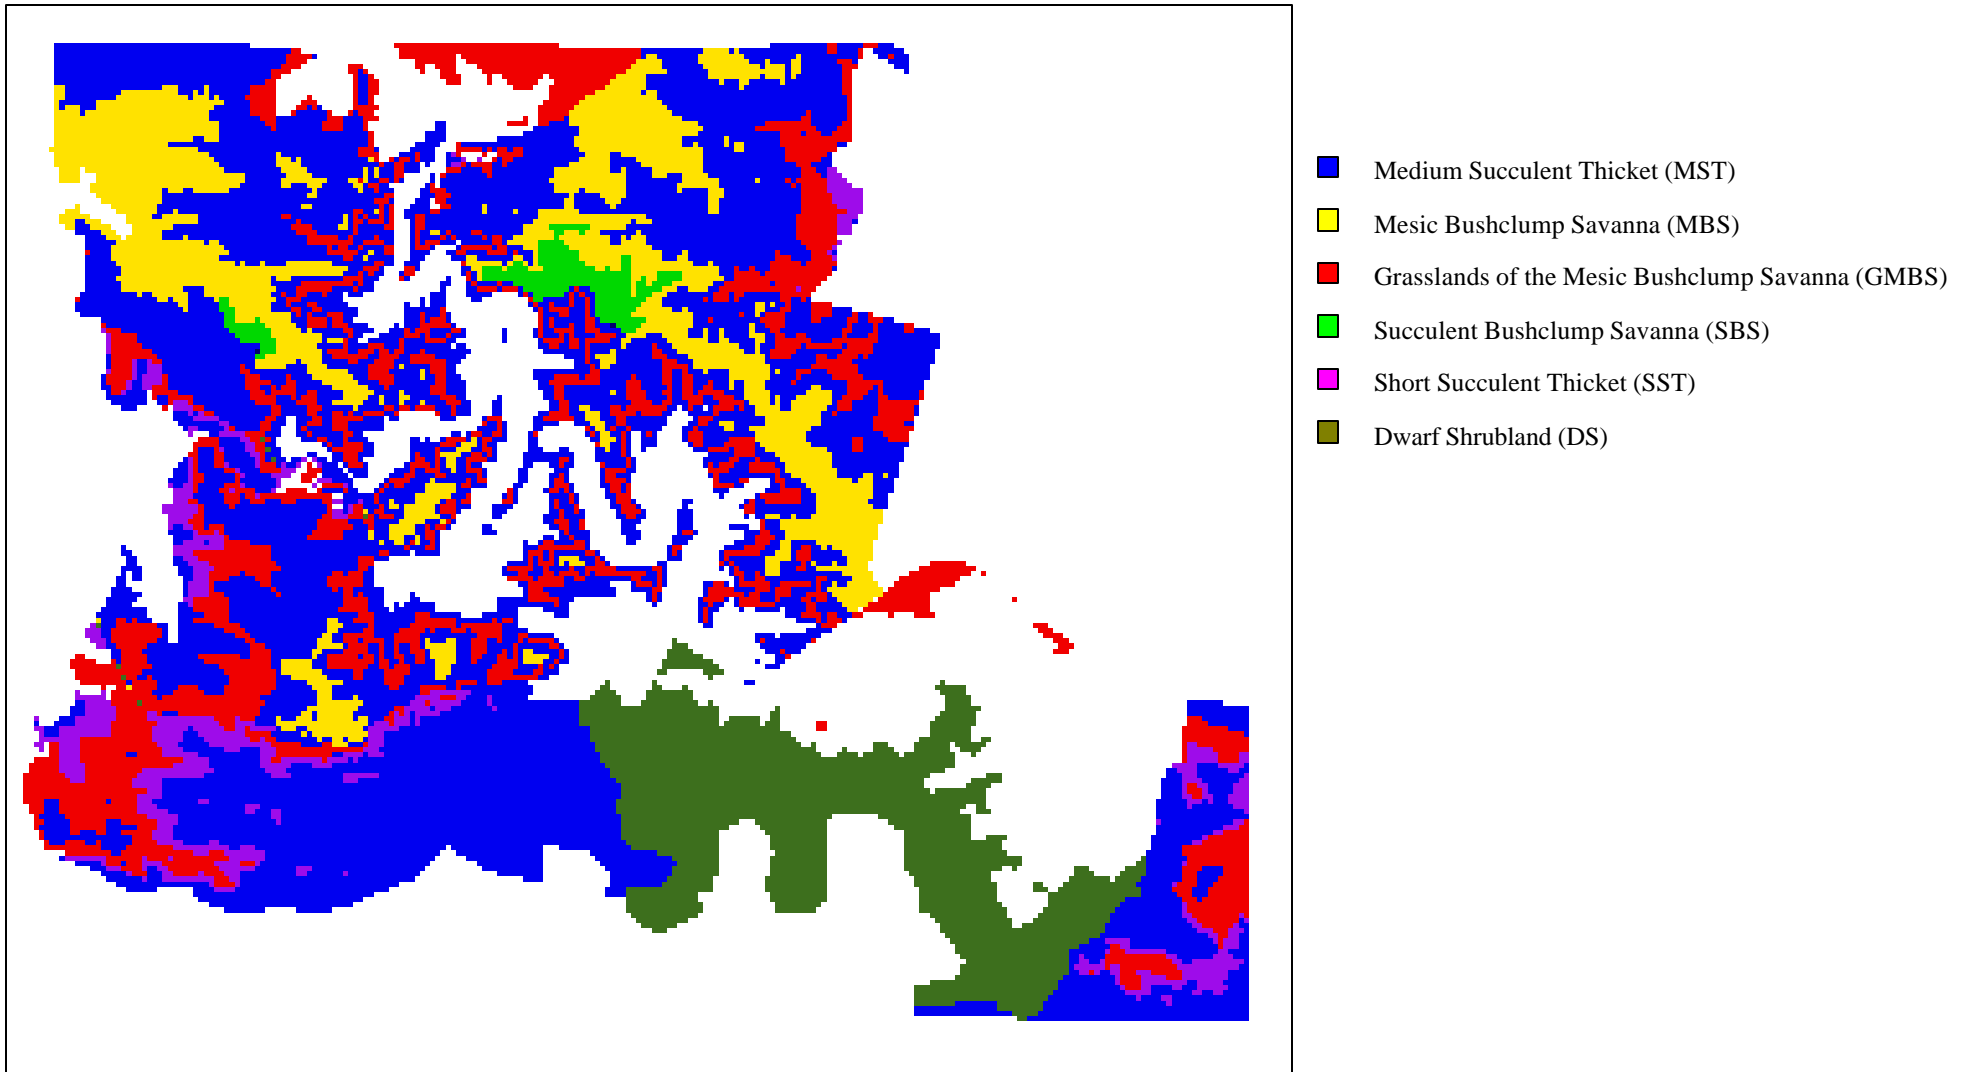 Medium Succulent Thicket (MST)
Mesic Bushclump Savanna (MBS)
Grasslands of the Mesic Bushclump Savanna (GMBS)
Succulent Bushclump Savanna (SBS)
Short Succulent Thicket (SST)
Dwarf Shrubland (DS)